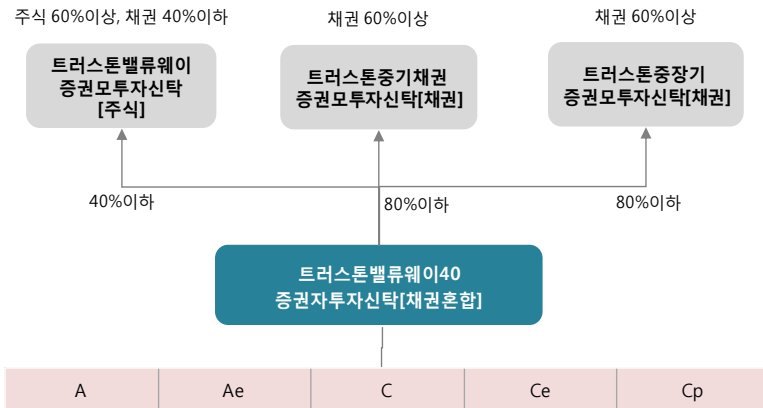 주식 60%이상, 채권 40%이하
채권 60%이상
채권 60%이상
트러스톤밸류웨이
증권모투자신탁
[주식]
트러스톤중기채권
증권모투자신탁[채권]
트러스톤중장기
증권모투자신탁[채권]
40%이하
80%이하
80%이하
트러스톤밸류웨이40
증권자투자신탁[채권혼합]
A
Ae
C
Ce
Cp